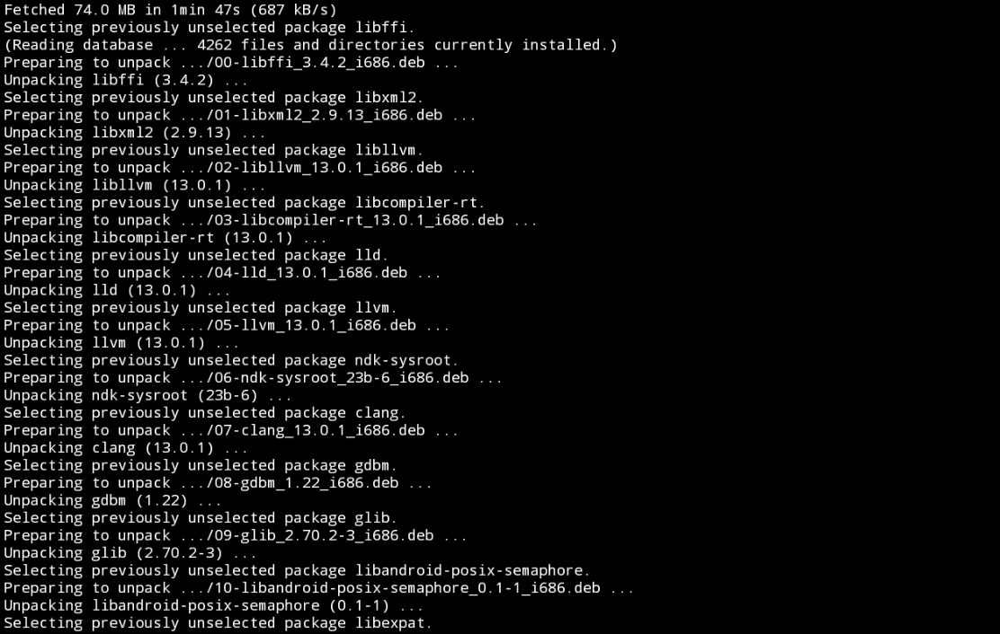 Fetched 74.0 MB in 1min 47s (687 kB/s)
Selecting previously unselected package libffi.
(Reading database ... 4262 files and directories currently installed.)
Preparing to unpack .../00-libffi_3.4.2_i686.deb ...
Unpacking libffi (3.4.2) ...
Selecting previously unselected package libxml2.
Preparing to unpack .../01-libxml2_2.9.13_i686.deb ...
Unpacking libxml2 (2.9.13) ...
Selecting previously unselected package libllvm.
Preparing to unpack .../02-libllvm_13.0.1_i686.deb ...
Unpacking libllvm (13.0.1) ...
Selecting previously unselected package libcompiler-rt.
Preparing to unpack .../03-libcompiler-rt_13.0.1_i686.deb ...
Unpacking libcompiler-rt (13.0.1) ...
Selecting previously unselected package lld.
Preparing to unpack .../04-lld_13.0.1_i686.deb ...
Unpacking lld (13.0.1) ...
Selecting previously unselected package llvm.
Preparing to unpack .../05-llvm_13.0.1_i686.deb ...
Unpacking llvm (13.0.1) ...
Selecting previously unselected package ndk-sysroot.
Preparing to unpack .../06-ndk-sysroot_23b-6_i686.deb ...
Unpacking ndk-sysroot (23b-6) ...
Selecting previously unselected package clang.
Preparing to unpack .../07-clang_13.0.1_i686.deb ...
Unpacking clang (13.0.1) ...
Selecting previously unselected package gdbm.
Preparing to unpack .../08-gdbm_1.22_i686.deb ...
Unpacking gdbm (1.22) ...
Selecting previously unselected package glib.
Preparing to unpack .../09-glib_2.70.2-3_i686.deb ...
Unpacking glib (2.70.2-3) ...
Selecting previously unselected package libandroid-posix-semaphore.
Preparing to unpack .../10-libandroid-posix-semaphore_0.1-1_i686.deb ...
Unpacking libandroid-posix-semaphore (0.1-1) ...
Selecting previously unselected package libexpat.